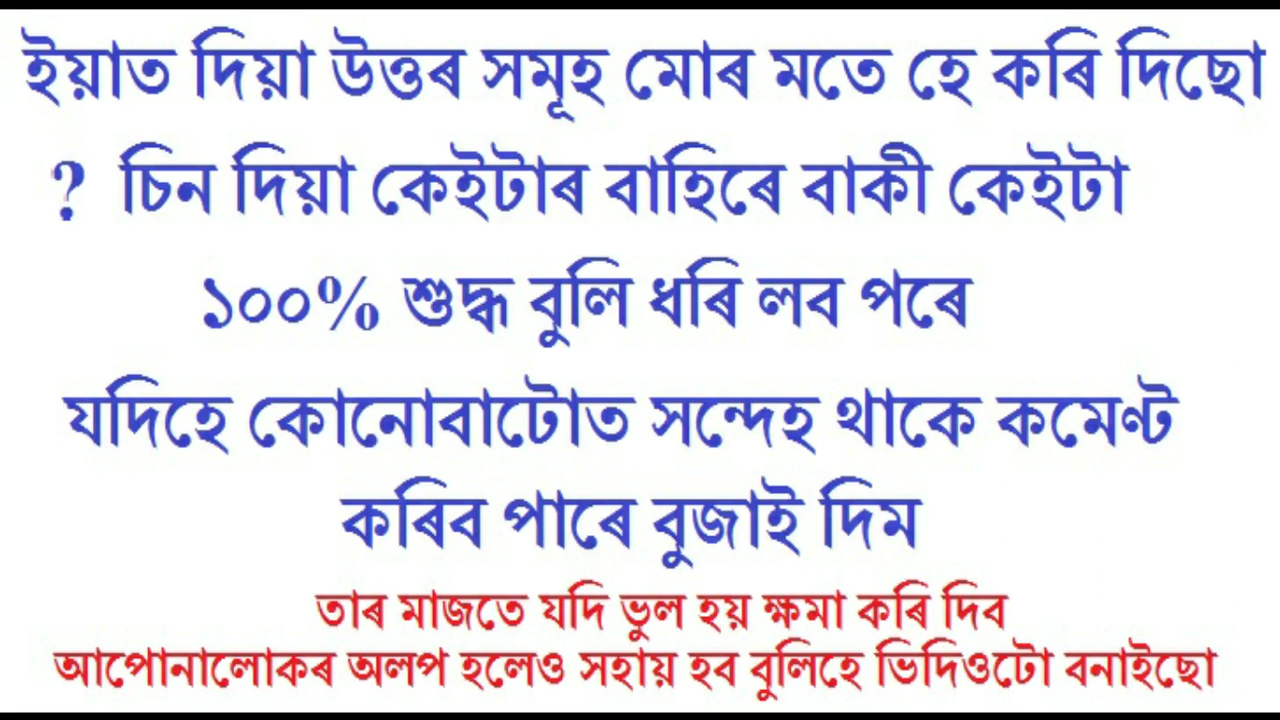 ইয়াত দিয়া উত্তৰ সমূহ মোৰ মতে হে কৰি দিছো
? চিন দিয়া কেইটাৰ বাহিৰে বাকী কেইটা
১০০% শুদ্ধ বুলি ধৰি লব পৰে
যদিহে কোনোবাটোত সন্দেহ থাকে কমেণ্ট
কৰিব পাৰে বুজাই দিম
তাৰ মাজতে যদি ভুল হয় ক্ষমা কৰি দিব
আপোনালোকৰ অলপ হলেও সহায় হব বুলিহে ভিদিওটো বনাইছো